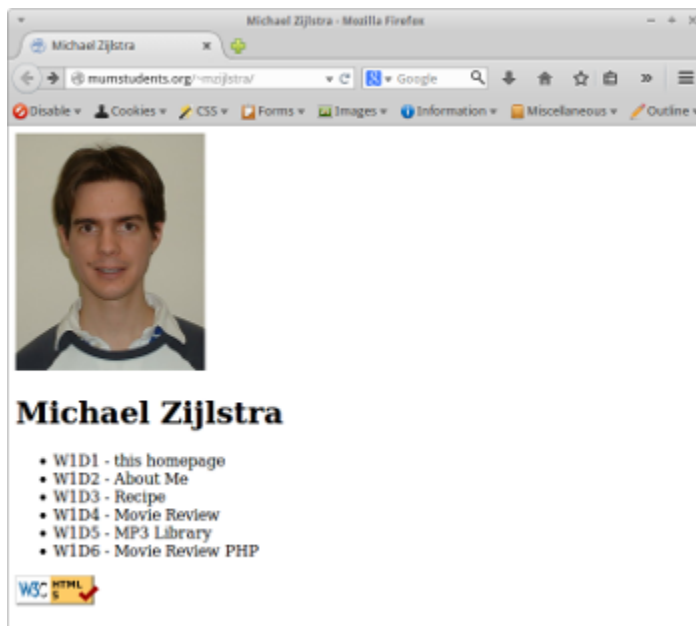 Michael Zijlstra - Mozilla Firefox
Michael Zijlstra
mumstudents.org/~mzijlstra/
Google
Disable Cookies CSS Forms Images Information Miscellaneous Outline
Michael Zijlstra
W1D1 - this homepage
W1D2 - About Me
W1D3 - Recipe
W1D4 - Movie Review
W1D5 - MP3 Library
W1D6 - Movie Review PHP
W3C HTML
5